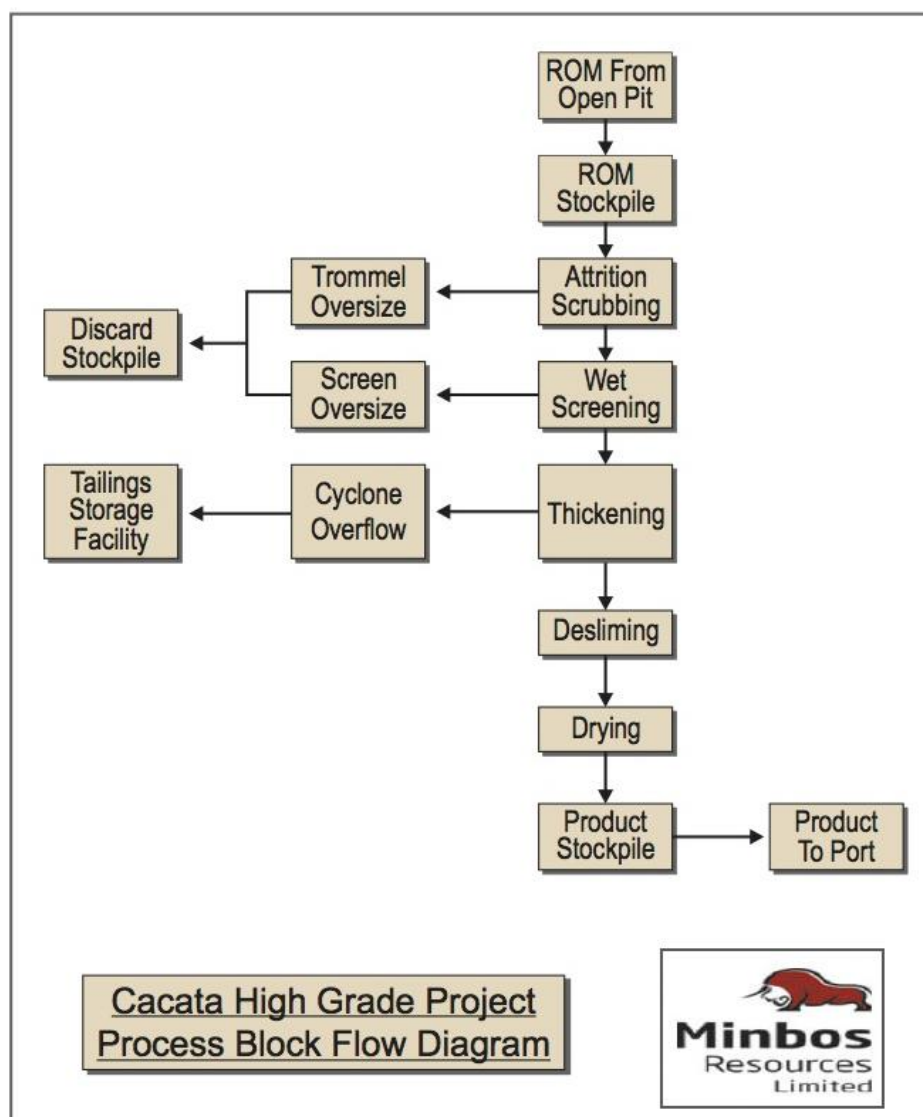 ROM From
Open Pit
ROM
Stockpile
Trommel
Oversize
Attrition
Scrubbing
Discard
Stockpile
Screen
Oversize
Wet
Screening
Tailings
Storage
Facility
Cyclone
Overflow
Thickening
Desliming
Drying
Product
Stockpile
Product
To Port
Cacata High Grade Project
Process Block Flow Diagram
Minbos
Resources
Limited